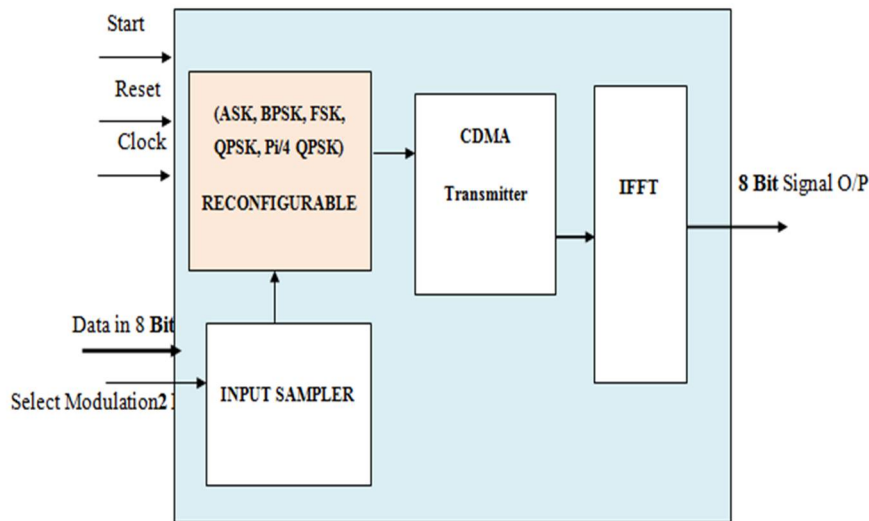 Start
Reset
Clock
(ASK, BPSK, FSK,
QPSK, Pi/4 QPSK)
RECONFIGURABLE
CDMA
Transmitter
IFFT
8 Bit Signal O/P
Data in 8 Bit
Select Modulation2
INPUT SAMPLER